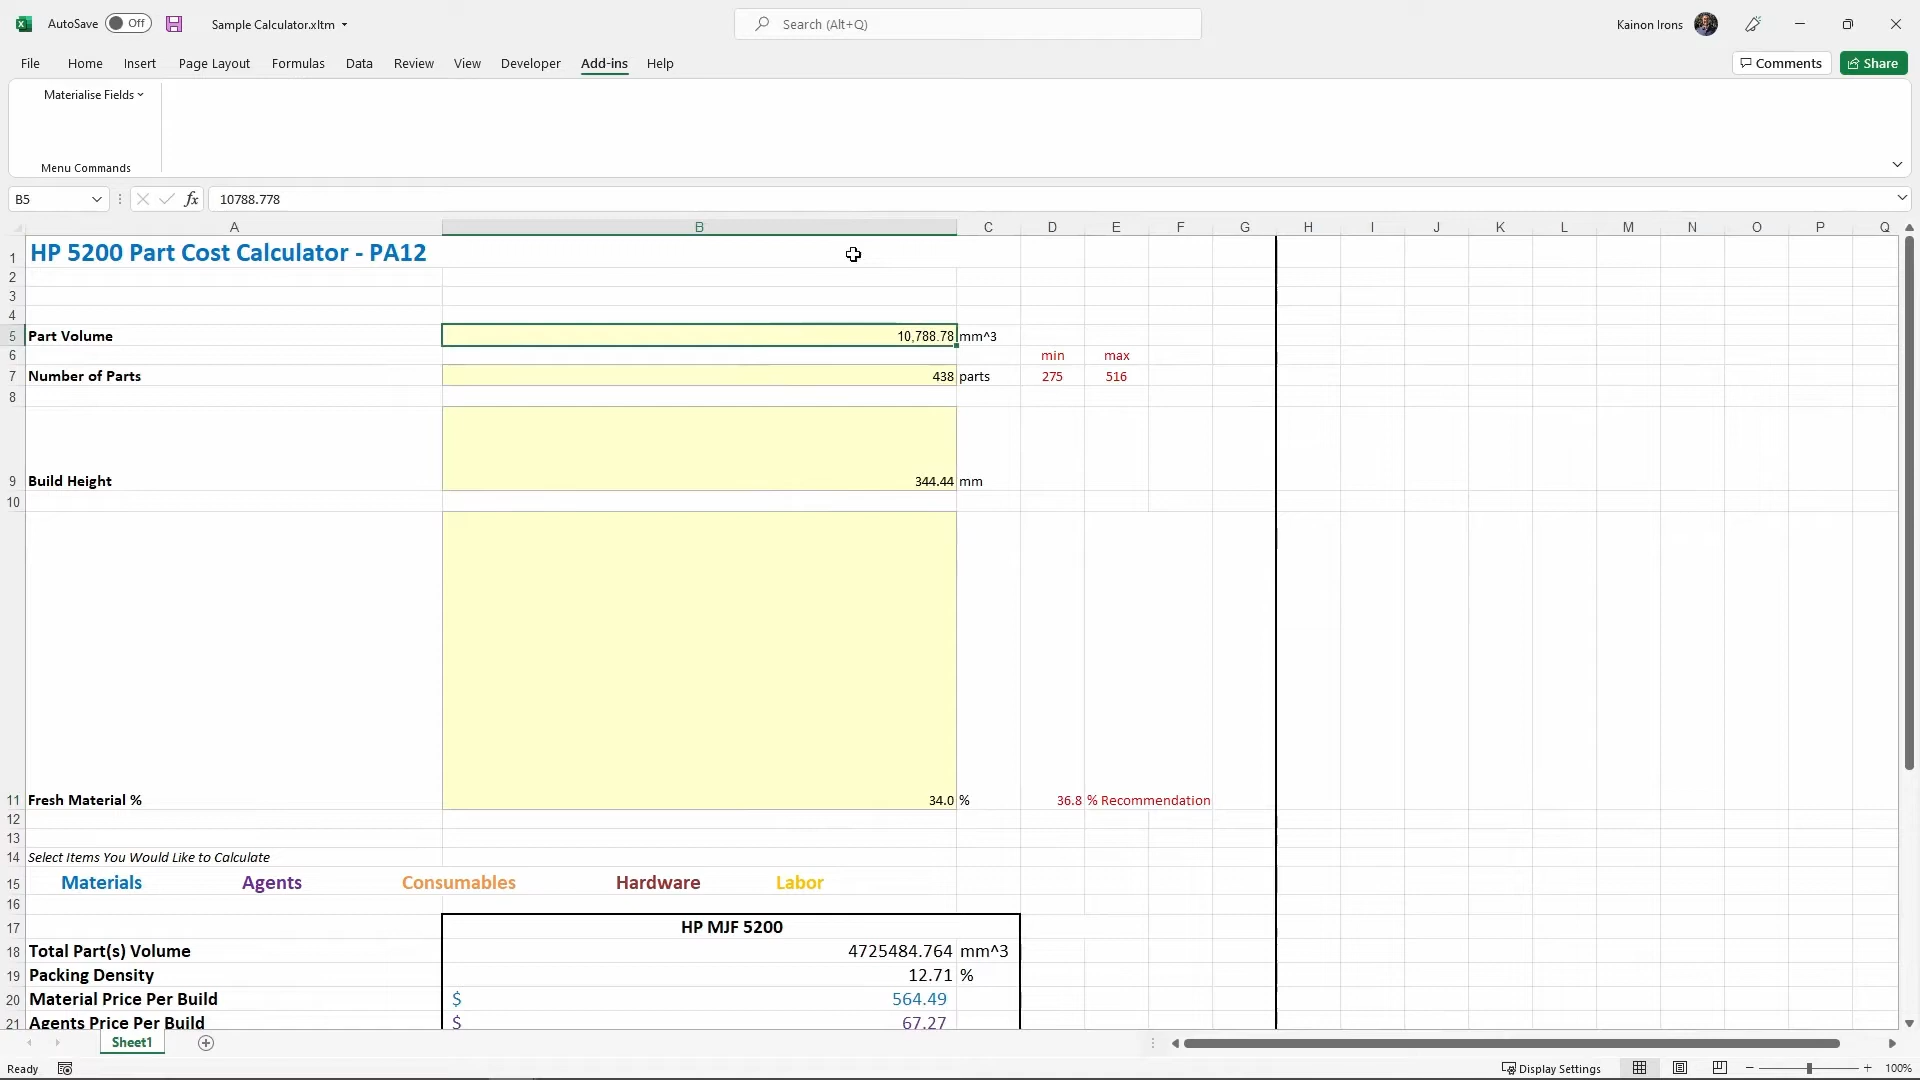 AutoSave Off Sample Calculator.xltm Search (Alt+Q) Kainon Irons
File Home Insert Page Layout Formulas Data Review View Developer Add-ins Help Comments Share
Materialise Fields
Menu Commands
B5 fx 10788.778
A B C D E F G H I J K L M N O P Q
1 HP 5200 Part Cost Calculator - PA12
2
3
4
5 Part Volume 10,788.78 mm^3
6 min max
7 Number of Parts 438 parts 275 516
8
9 Build Height 344.44 mm
10
11 Fresh Material % 34.0 % 36.8 % Recommendation
12
13
14 Select Items You Would Like to Calculate
15 Materials Agents Consumables Hardware Labor
16
17 HP MJF 5200
18 Total Part(s) Volume 4725484.764 mm^3
19 Packing Density 12.71 %
20 Material Price Per Build $ 564.49
21 Agents Price Per Build $ 67.27
Sheet1
Ready Display Settings 100%